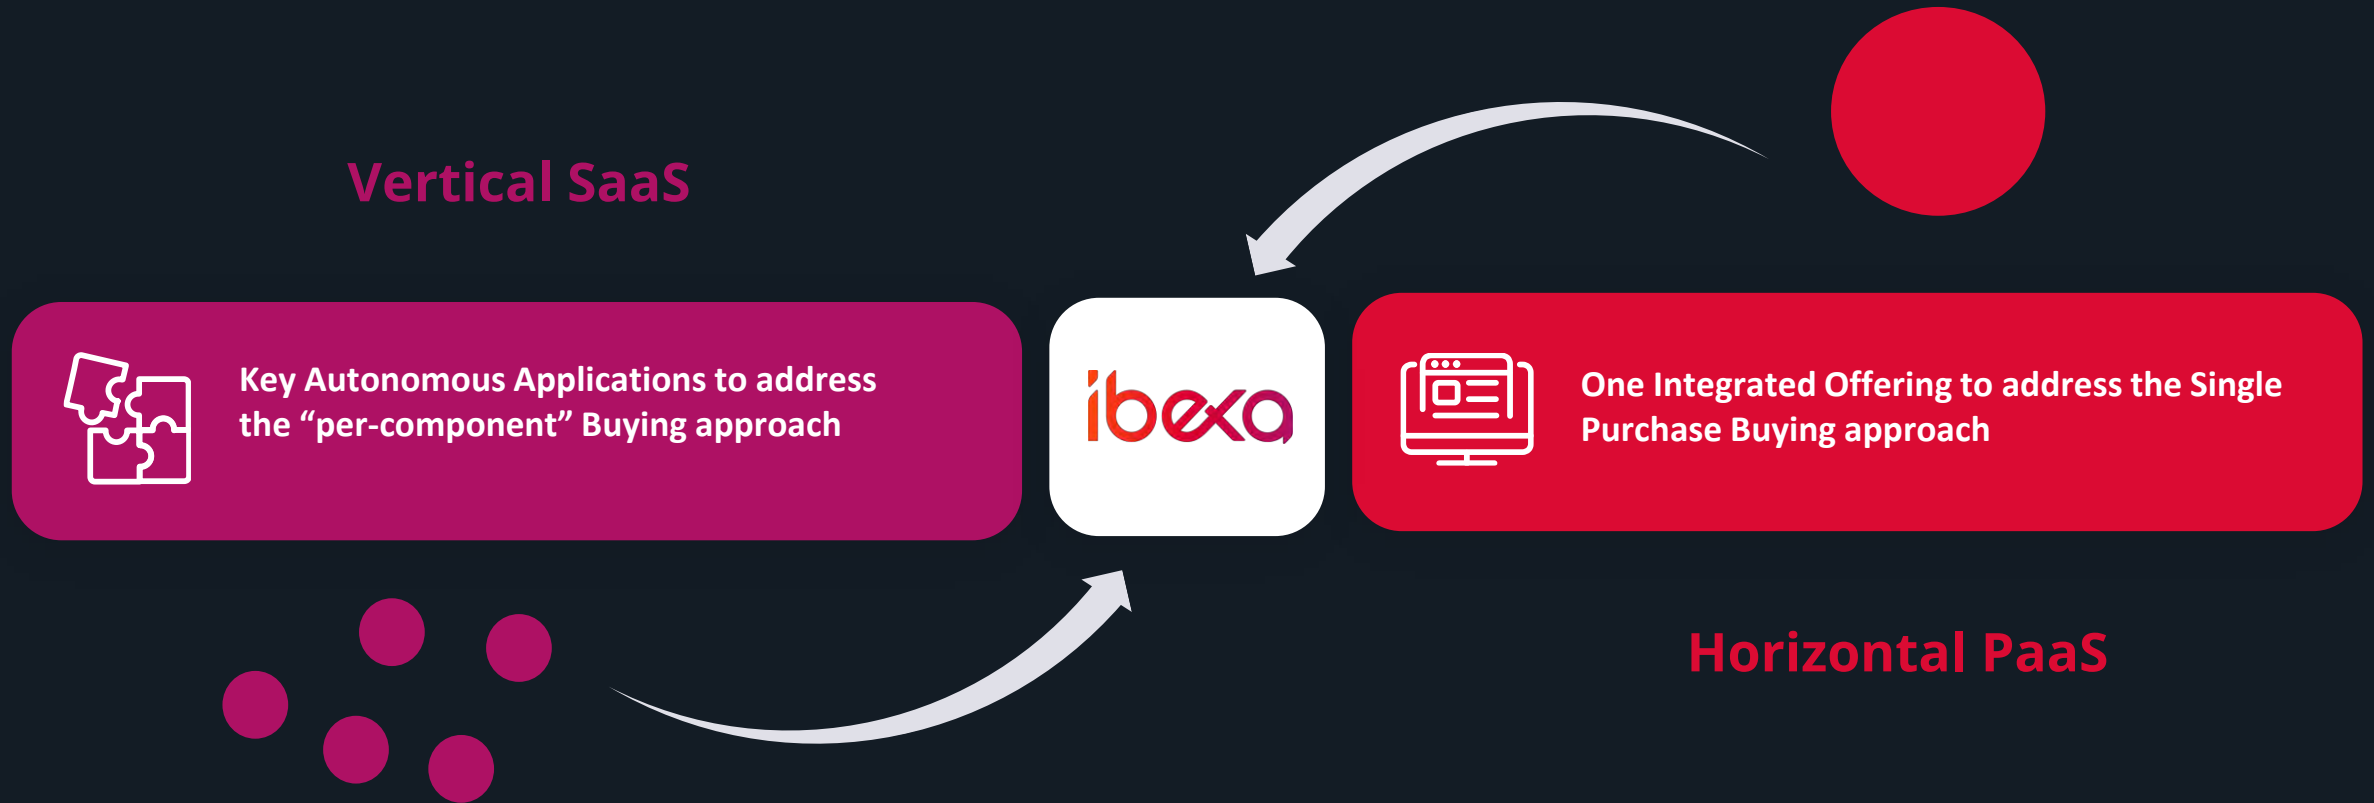 Vertical SaaS
Key Autonomous Applications to address
the “per-component” Buying approach
ibexa
One Integrated Offering to address the Single
Purchase Buying approach
Horizontal PaaS